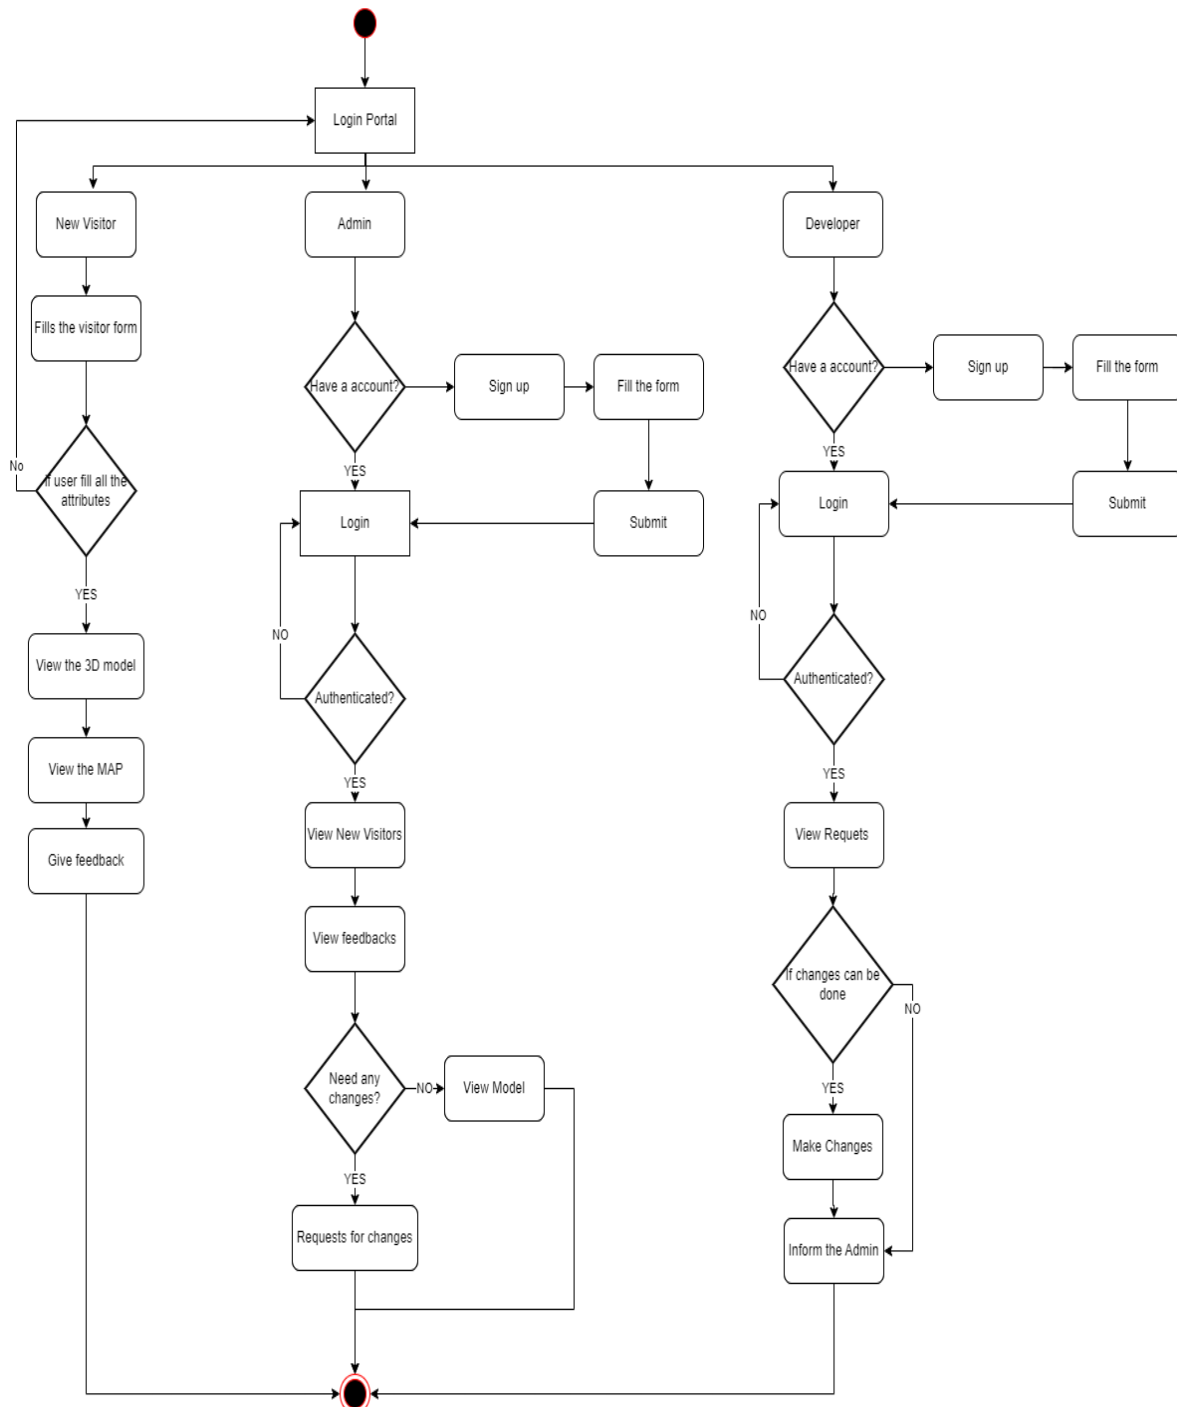 Login Portal
New Visitor
Admin
Developer
Fills the visitor form
Have a account?
Sign up
Fill the form
Have a account?
Sign up
Fill the form
No
If user fill all the
attributes
YES
YES
Login
Submit
Login
Submit
YES
NO
NO
View the 3D model
Authenticated?
Authenticated?
View the MAP
YES
YES
View New Visitors
View Requets
Give feedback
View feedbacks
If changes can be
done
NO
Need any
changes?
NO
View Model
YES
Make Changes
YES
Requests for changes
Inform the Admin